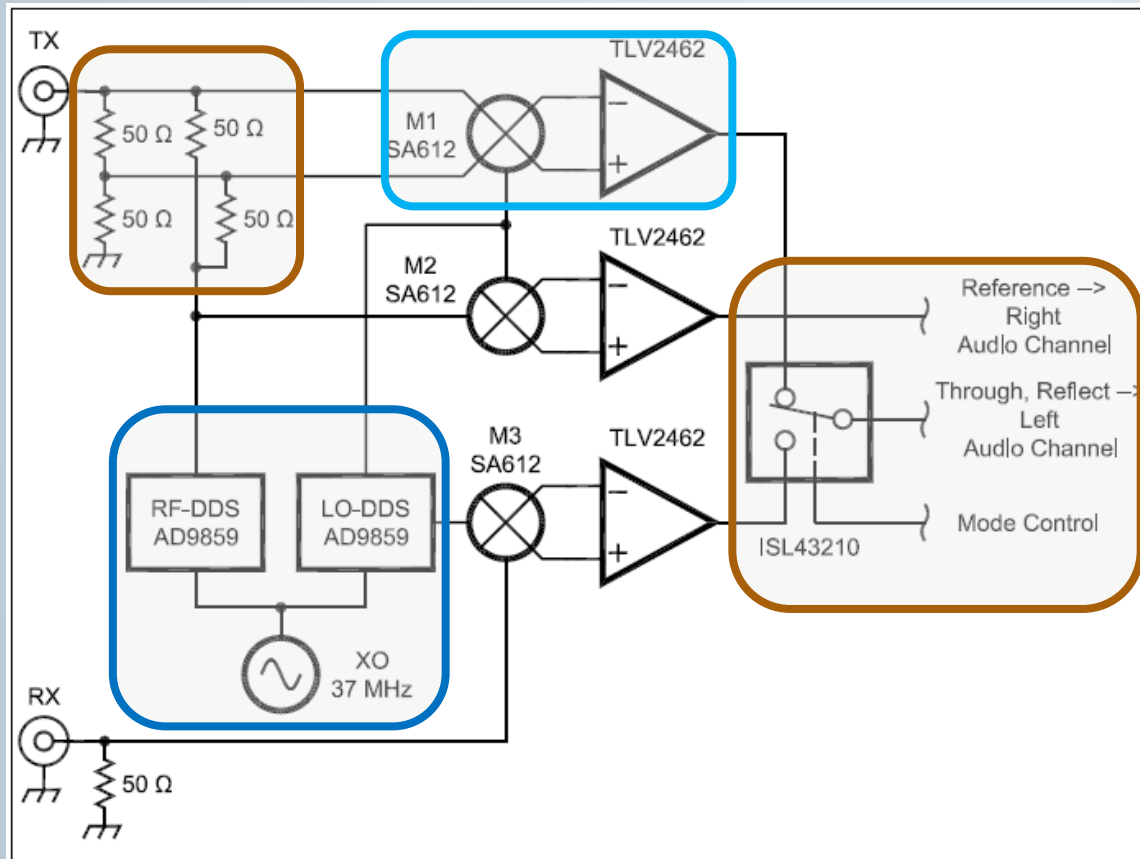 TX
TLV2462
50 Ω
50 Ω
M1
SA612
50 Ω
50 Ω
TLV2462
M2
SA612
Reference –>
Right
Audio Channel
Through, Reflect –>
Left
Audio Channel
M3
SA612
TLV2462
RF-DDS
AD9859
LO-DDS
AD9859
Mode Control
ISL43210
XO
37 MHz
RX
50 Ω